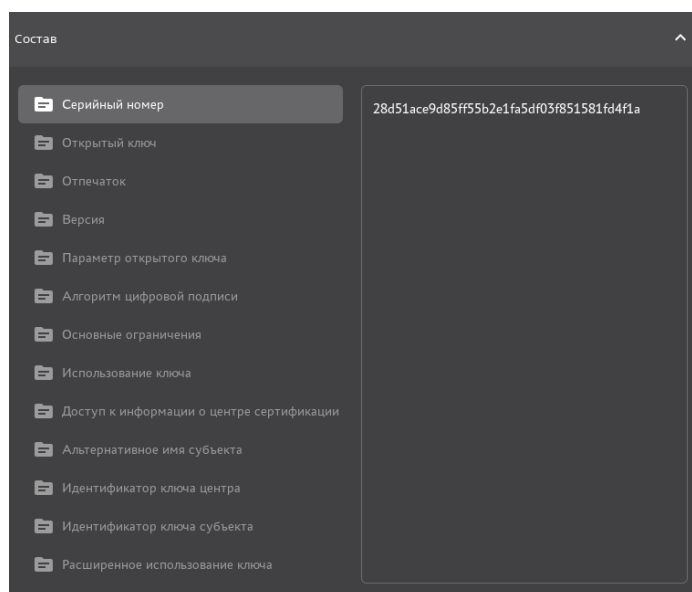 Состав
Серийный номер
28d51ace9d85ff55b2e1fa5df03f851581fd4f1a
Открытый ключ
Отпечаток
Версия
Параметр открытого ключа
Алгоритм цифровой подписи
Основные ограничения
Использование ключа
Доступ к информации о центре сертификации
Альтернативное имя субъекта
Идентификатор ключа центра
Идентификатор ключа субъекта
Расширенное использование ключа